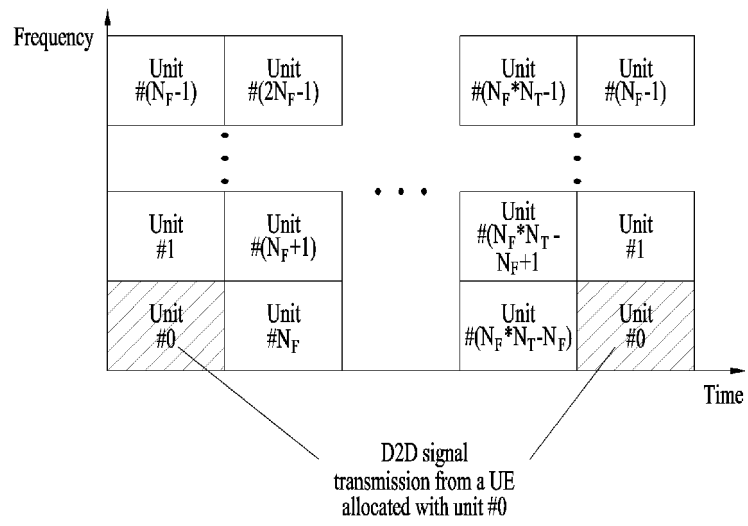 Frequency
Unit
#(N_F-1)
Unit
#(2N_F-1)
Unit
#(N_F*N_T-1)
Unit
#(N_F-1)
Unit
#1
Unit
#(N_F+1)
Unit
#(N_F*N_T-
N_F+1
Unit
#1
Unit
#0
Unit
#N_F
Unit
#(N_F*N_T-N_F)
Unit
#0
Time
D2D signal
transmission from a UE
allocated with unit #0